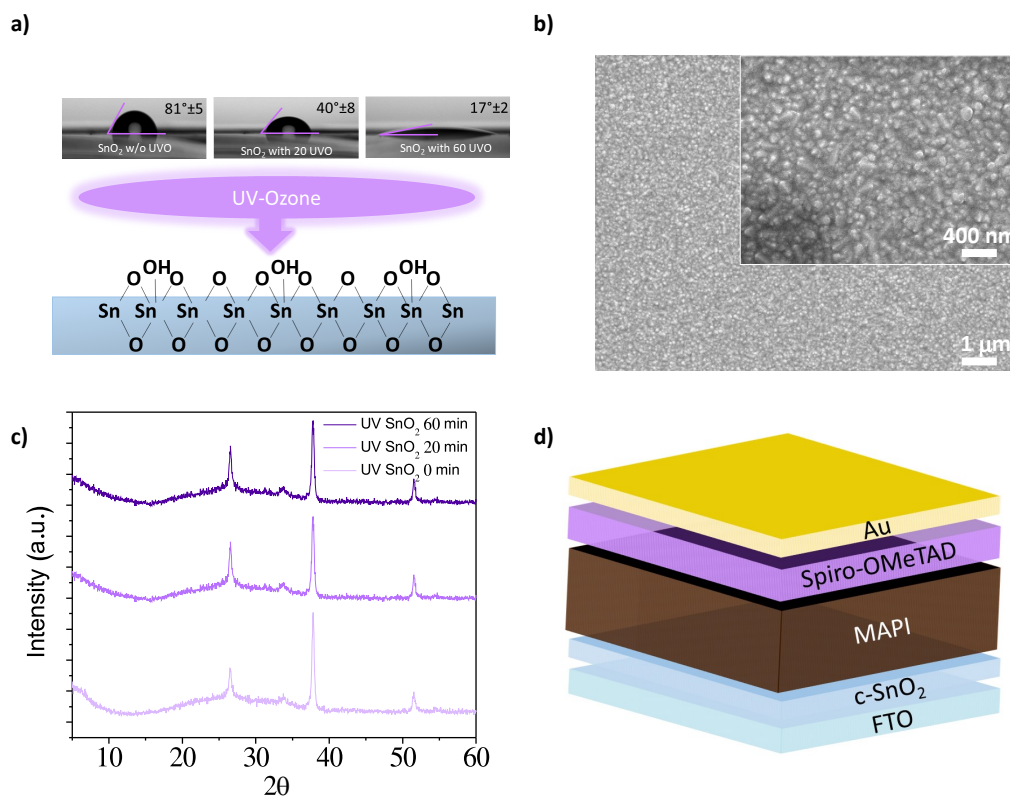 a)
81°±5
40°±8
17°±2
SnO₂ w/o UVO
SnO₂ with 20 UVO
SnO₂ with 60 UVO
UV-Ozone
OH OH OH
O O O O O O O O
Sn Sn Sn Sn Sn Sn Sn Sn Sn
O O O O O O O O
b)
400 nm
1 μm
c)
UV SnO₂ 60 min
UV SnO₂ 20 min
UV SnO₂ 0 min
Intensity (a.u.)
10 20 30 40 50 60
2θ
d)
Au
Spiro-OMeTAD
MAPI
c-SnO₂
FTO